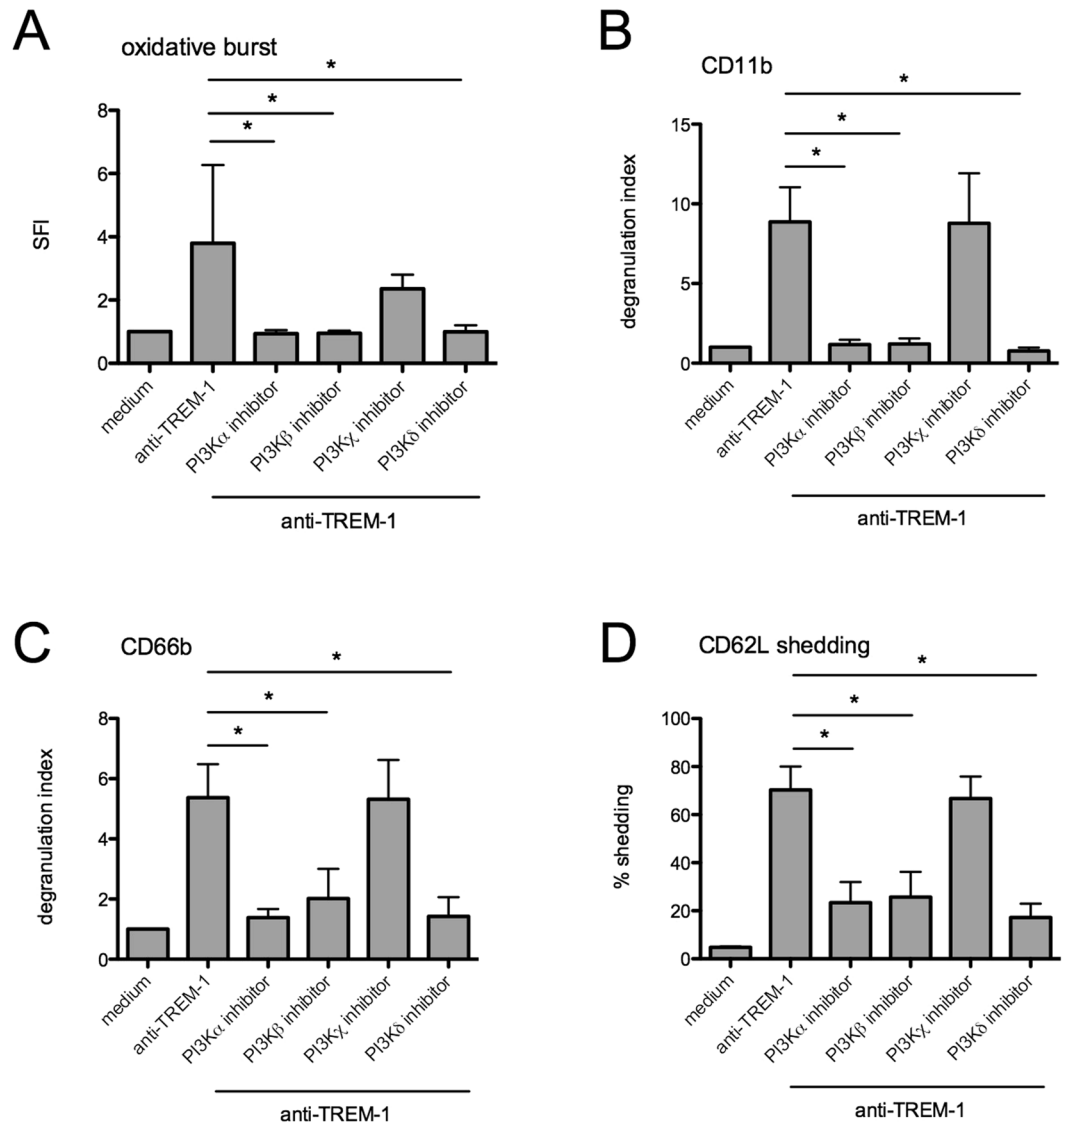 A
oxidative burst
*
*
*
8
6
4
2
0
SFI
medium
anti-TREM-1
PI3Kα inhibitor
PI3Kβ inhibitor
PI3Kχ inhibitor
PI3Kδ inhibitor
anti-TREM-1
B
CD11b
*
*
*
15
10
5
0
degranulation index
medium
anti-TREM-1
PI3Kα inhibitor
PI3Kβ inhibitor
PI3Kχ inhibitor
PI3Kδ inhibitor
anti-TREM-1
C
CD66b
*
*
*
8
6
4
2
0
degranulation index
medium
anti-TREM-1
PI3Kα inhibitor
PI3Kβ inhibitor
PI3Kχ inhibitor
PI3Kδ inhibitor
anti-TREM-1
D
CD62L shedding
*
*
*
100
80
60
40
20
0
% shedding
medium
anti-TREM-1
PI3Kα inhibitor
PI3Kβ inhibitor
PI3Kχ inhibitor
PI3Kδ inhibitor
anti-TREM-1